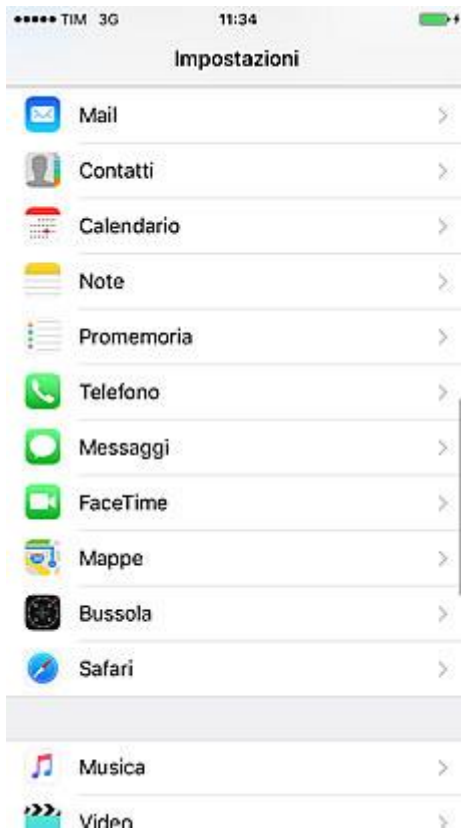 TIM 3G 11:34
Impostazioni
Mail
Contatti
Calendario
Note
Promemoria
Telefono
Messaggi
FaceTime
Mappe
Bussola
Safari
Musica
Video